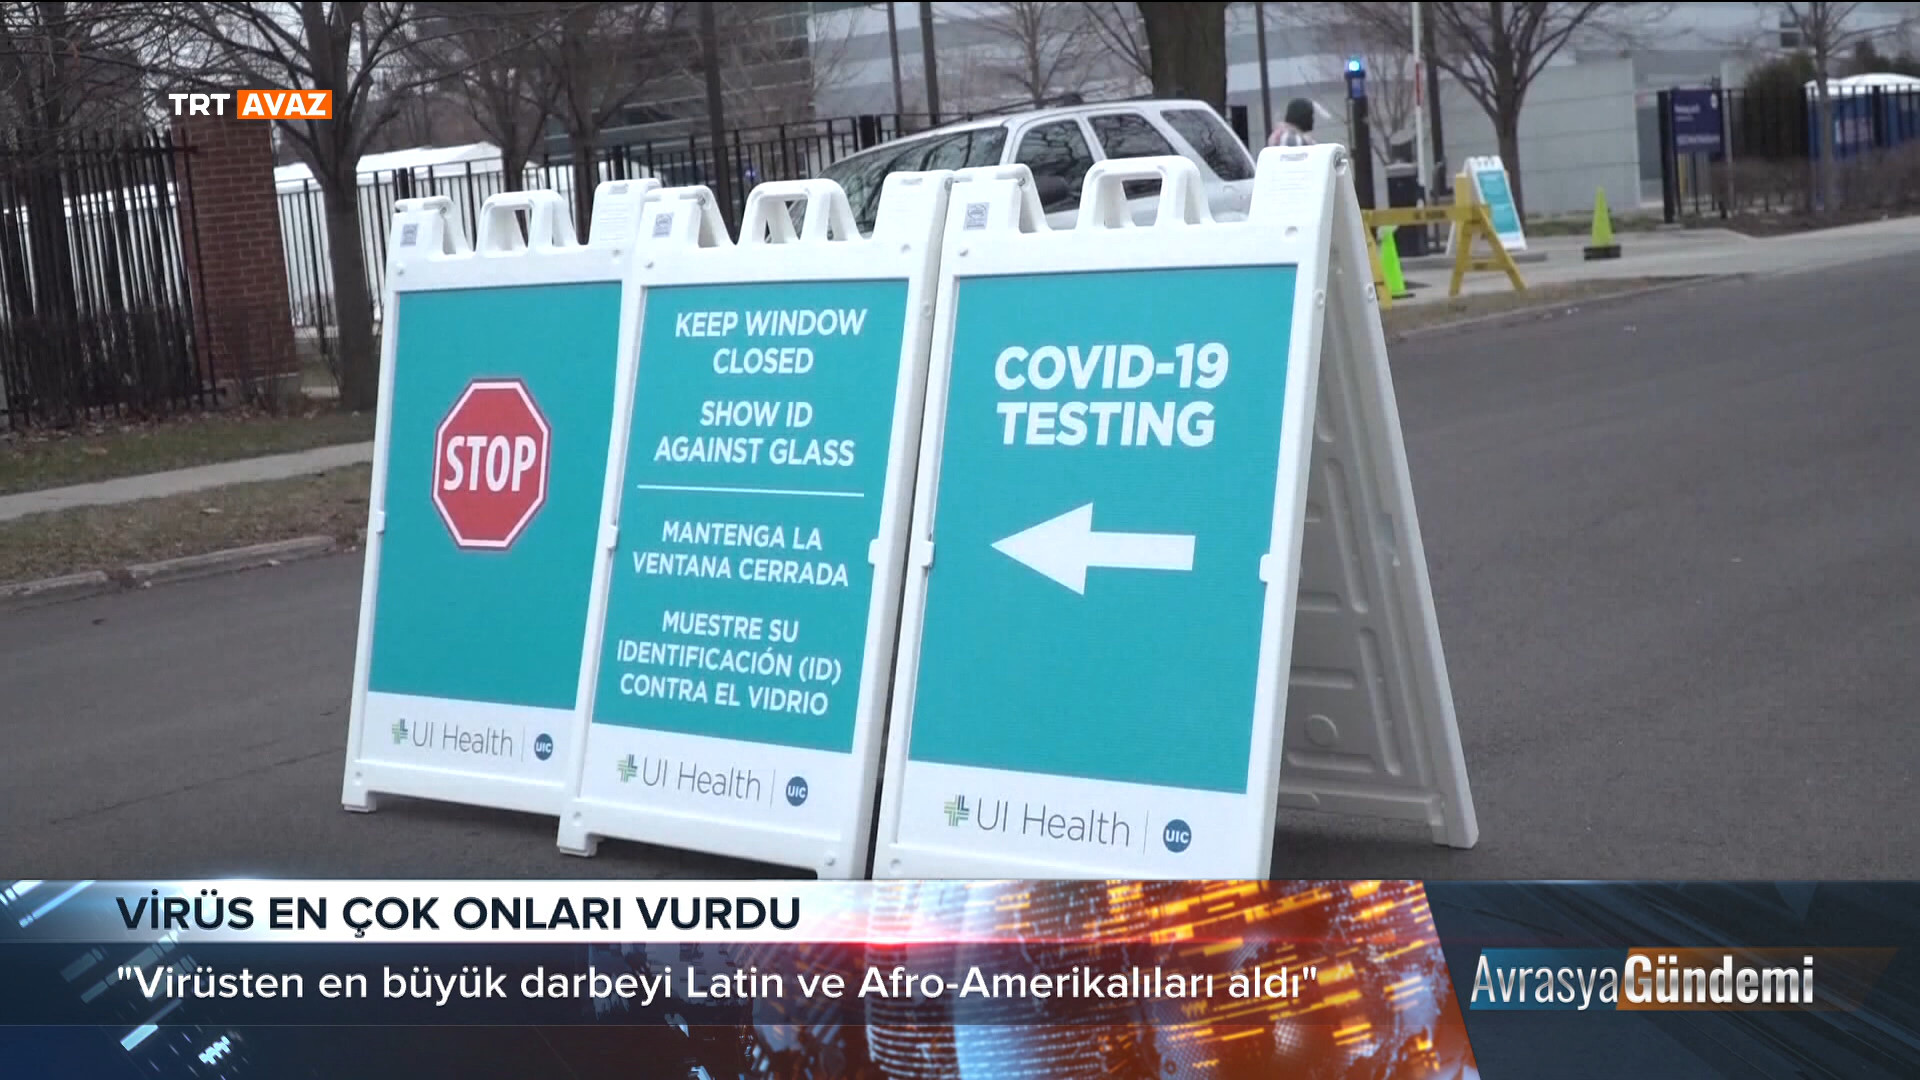 TRT AVAZ
STOP
UI Health | UIC
KEEP WINDOW
CLOSED
SHOW ID
AGAINST GLASS
MANTENGA LA
VENTANA CERRADA
MUESTRE SU
IDENTIFICACIÓN (ID)
CONTRA EL VIDRIO
UI Health | UIC
COVID-19
TESTING
UI Health | UIC
VİRÜS EN ÇOK ONLARI VURDU
"Virüsten en büyük darbeyi Latin ve Afro-Amerikalıları aldı"
Avrasya Gündemi